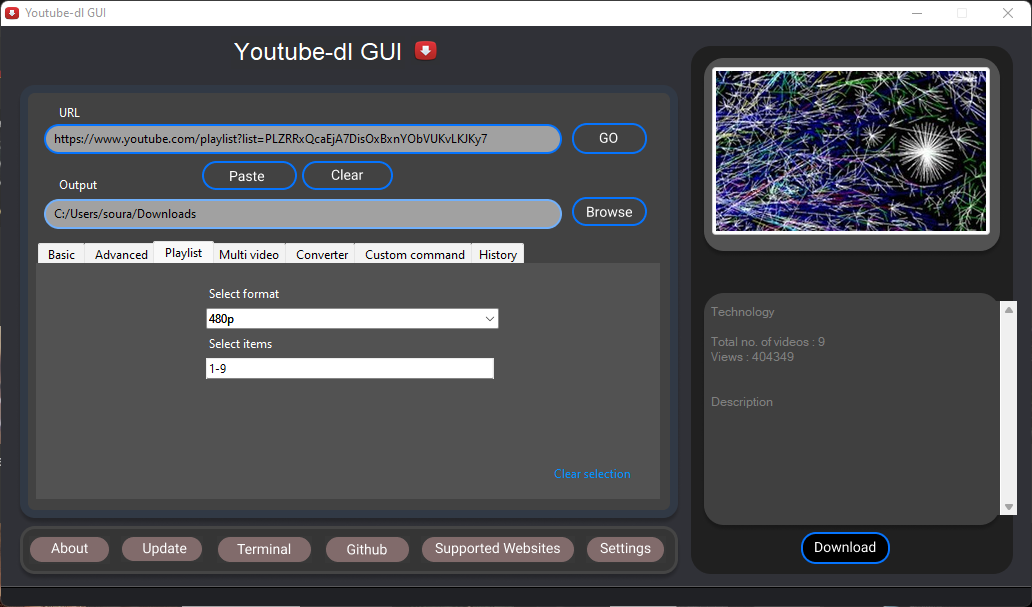 Youtube-dl GUI
Youtube-dl GUI
URL
https://www.youtube.com/playlist?list=PLZRRxQcaEjA7DisOxBxnYObVUKvLKJKy7
GO
Paste
Clear
Output
C:/Users/soura/Downloads
Browse
Basic
Advanced
Playlist
Multi video
Converter
Custom command
History
Select format
480p
Select items
1-9
Clear selection
About
Update
Terminal
Github
Supported Websites
Settings
Technology
Total no. of videos : 9
Views : 404349
Description
Download